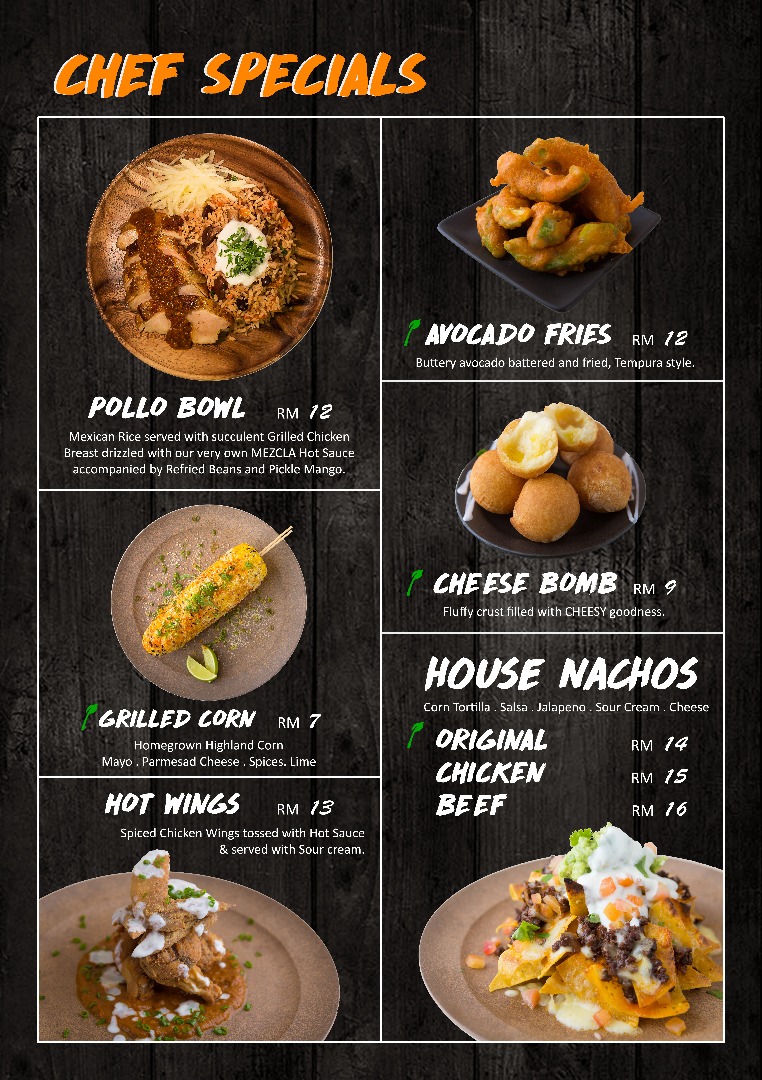 CHEF SPECIALS
POLLO BOWL RM 12
Mexican Rice served with succulent Grilled Chicken
Breast drizzled with our very own MEZCLA Hot Sauce
accompanied by Refried Beans and Pickle Mango.
GRILLED CORN RM 7
Homegrown Highland Corn
Mayo . Parmesad Cheese . Spices. Lime
HOT WINGS RM 13
Spiced Chicken Wings tossed with Hot Sauce
& served with Sour cream.
AVOCADO FRIES RM 12
Buttery avocado battered and fried, Tempura style.
CHEESE BOMB RM 9
Fluffy crust filled with CHEESY goodness.
HOUSE NACHOS
Corn Tortilla . Salsa . Jalapeno . Sour Cream . Cheese
ORIGINAL RM 14
CHICKEN RM 15
BEEF RM 16